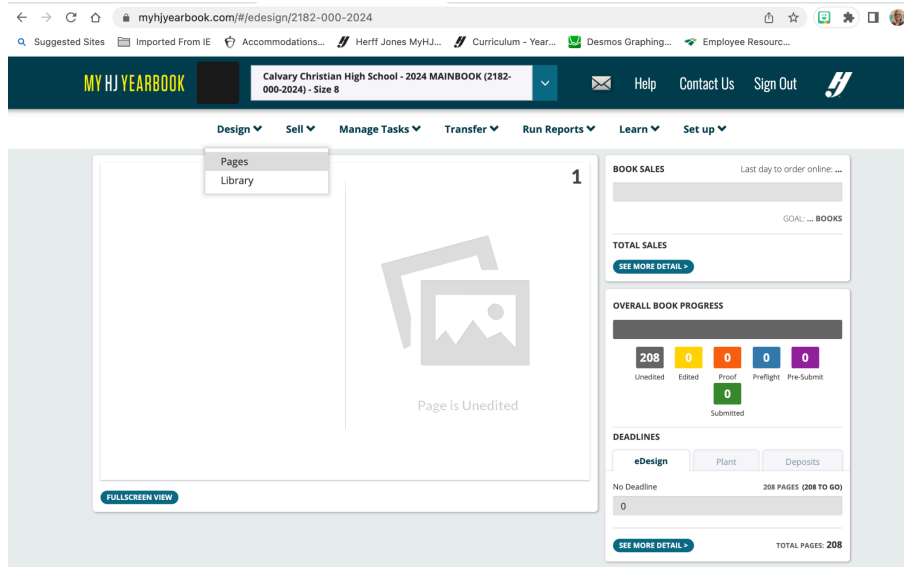 myhjyearbook.com/#/edesign/2182-000-2024
Suggested Sites Imported From IE Accommodations... Herff Jones MyHJ... Curriculum - Year... Desmos Graphing... Employee Resourc...
MY HJ YEARBOOK
Calvary Christian High School - 2024 MAINBOOK (2182-
000-2024) - Size 8
Help Contact Us Sign Out
Design Sell Manage Tasks Transfer Run Reports Learn Set up
Pages
Library
1
Page is Unedited
FULLSCREEN VIEW
BOOK SALES Last day to order online: ...
GOAL: ... BOOKS
TOTAL SALES
SEE MORE DETAIL >
OVERALL BOOK PROGRESS
208 0 0 0 0
Unedited Edited Proof Preflight Pre-Submit
0
Submitted
DEADLINES
eDesign Plant Deposits
No Deadline 208 PAGES (208 TO GO)
0
SEE MORE DETAIL > TOTAL PAGES: 208